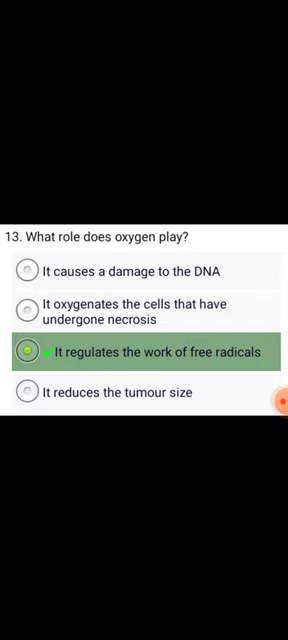 13. What role does oxygen play?
It causes a damage to the DNA
It oxygenates the cells that have
undergone necrosis
It regulates the work of free radicals
It reduces the tumour size